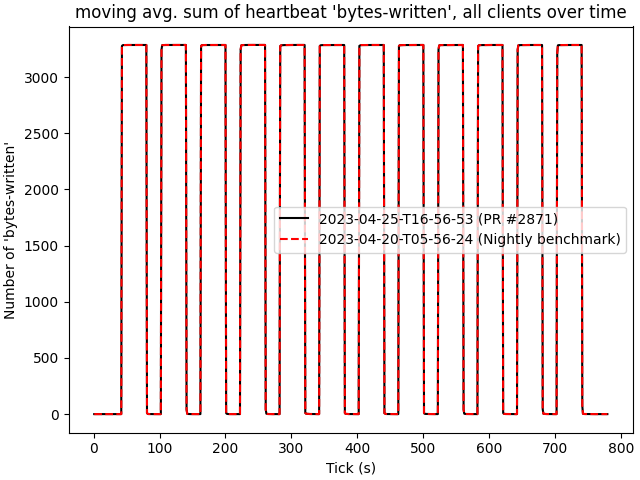 moving avg. sum of heartbeat 'bytes-written', all clients over time
Number of 'bytes-written'
3000
2500
2000
1500
1000
500
0
2023-04-25-T16-56-53 (PR #2871)
2023-04-20-T05-56-24 (Nightly benchmark)
0 100 200 300 400 500 600 700 800
Tick (s)